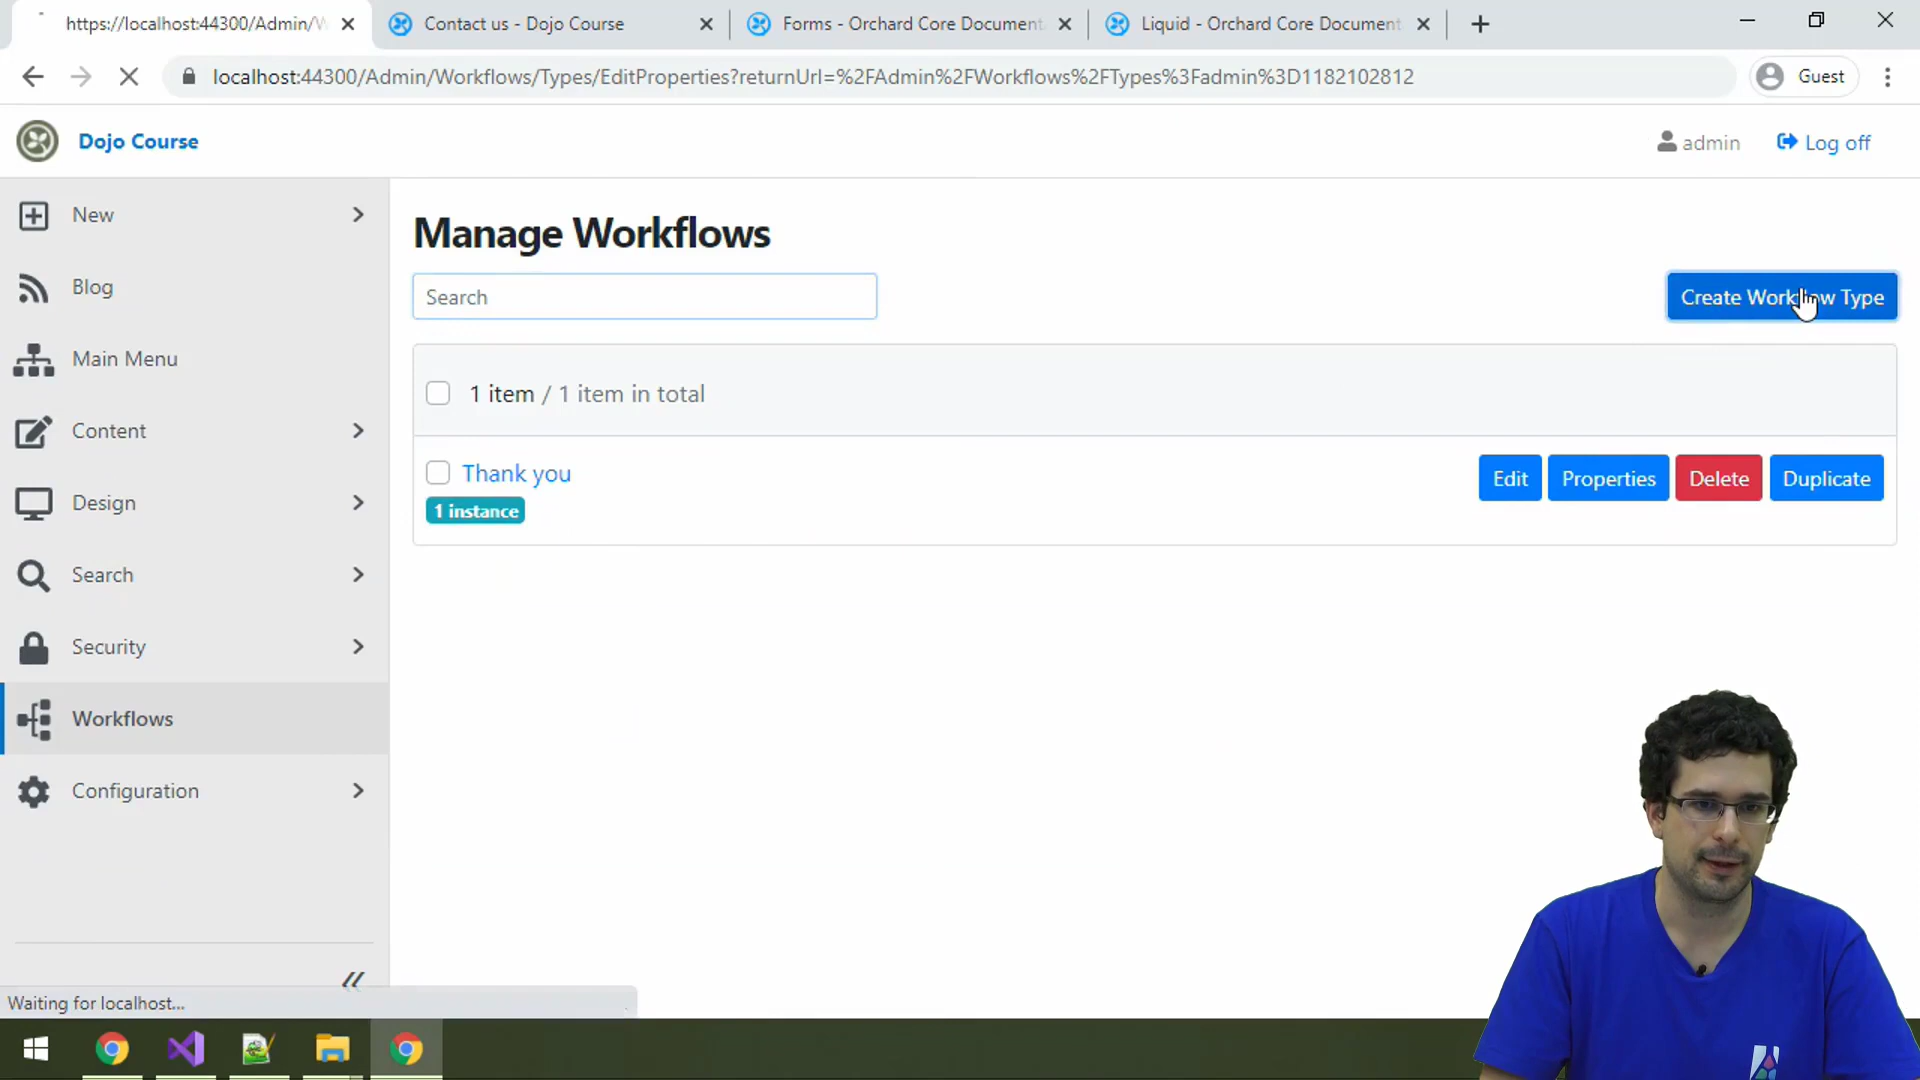 https://localhost:44300/Admin/W
Contact us - Dojo Course
Forms - Orchard Core Document
Liquid - Orchard Core Document
localhost:44300/Admin/Workflows/Types/EditProperties?returnUrl=%2FAdmin%2FWorkflows%2FTypes%3Fadmin%3D1182102812
Guest
Dojo Course
admin
Log off
New
Blog
Main Menu
Content
Design
Search
Security
Workflows
Configuration
Manage Workflows
Search
Create Workflow Type
1 item / 1 item in total
Thank you
1 instance
Edit
Properties
Delete
Duplicate
Waiting for localhost...